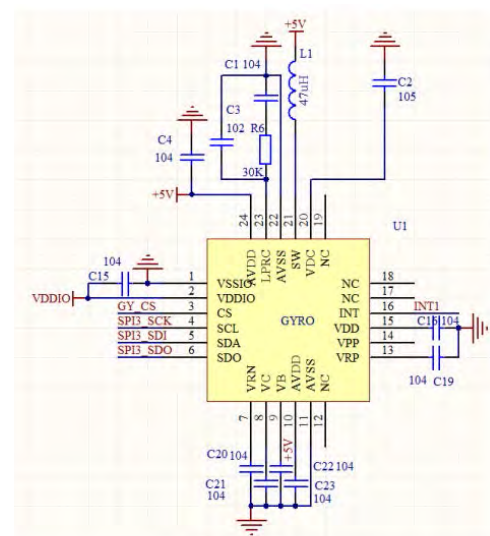 +5V
L1
C1 104
47uH
C2
105
C3
102
R6
30K
C4
104
+5V
24
23
22
21
20
19
U1
AVDD
LPRC
AVSS
SW
VDC
NC
104
C15
VDDIO
1
VSSIO
NC
18
2
VDDIO
NC
17
GY_CS
3
CS
INT
16
INT1
SPI3_SCK
4
SCL
GYRO
VDD
15
C16 104
SPI3_SDI
5
SDA
VPP
14
SPI3_SDO
6
SDO
VRP
13
104 C19
VRN
VC
VB
AVDD
AVSS
NC
7
8
9
10
11
12
+5V
C20 104
C22 104
C21
104
C23
104